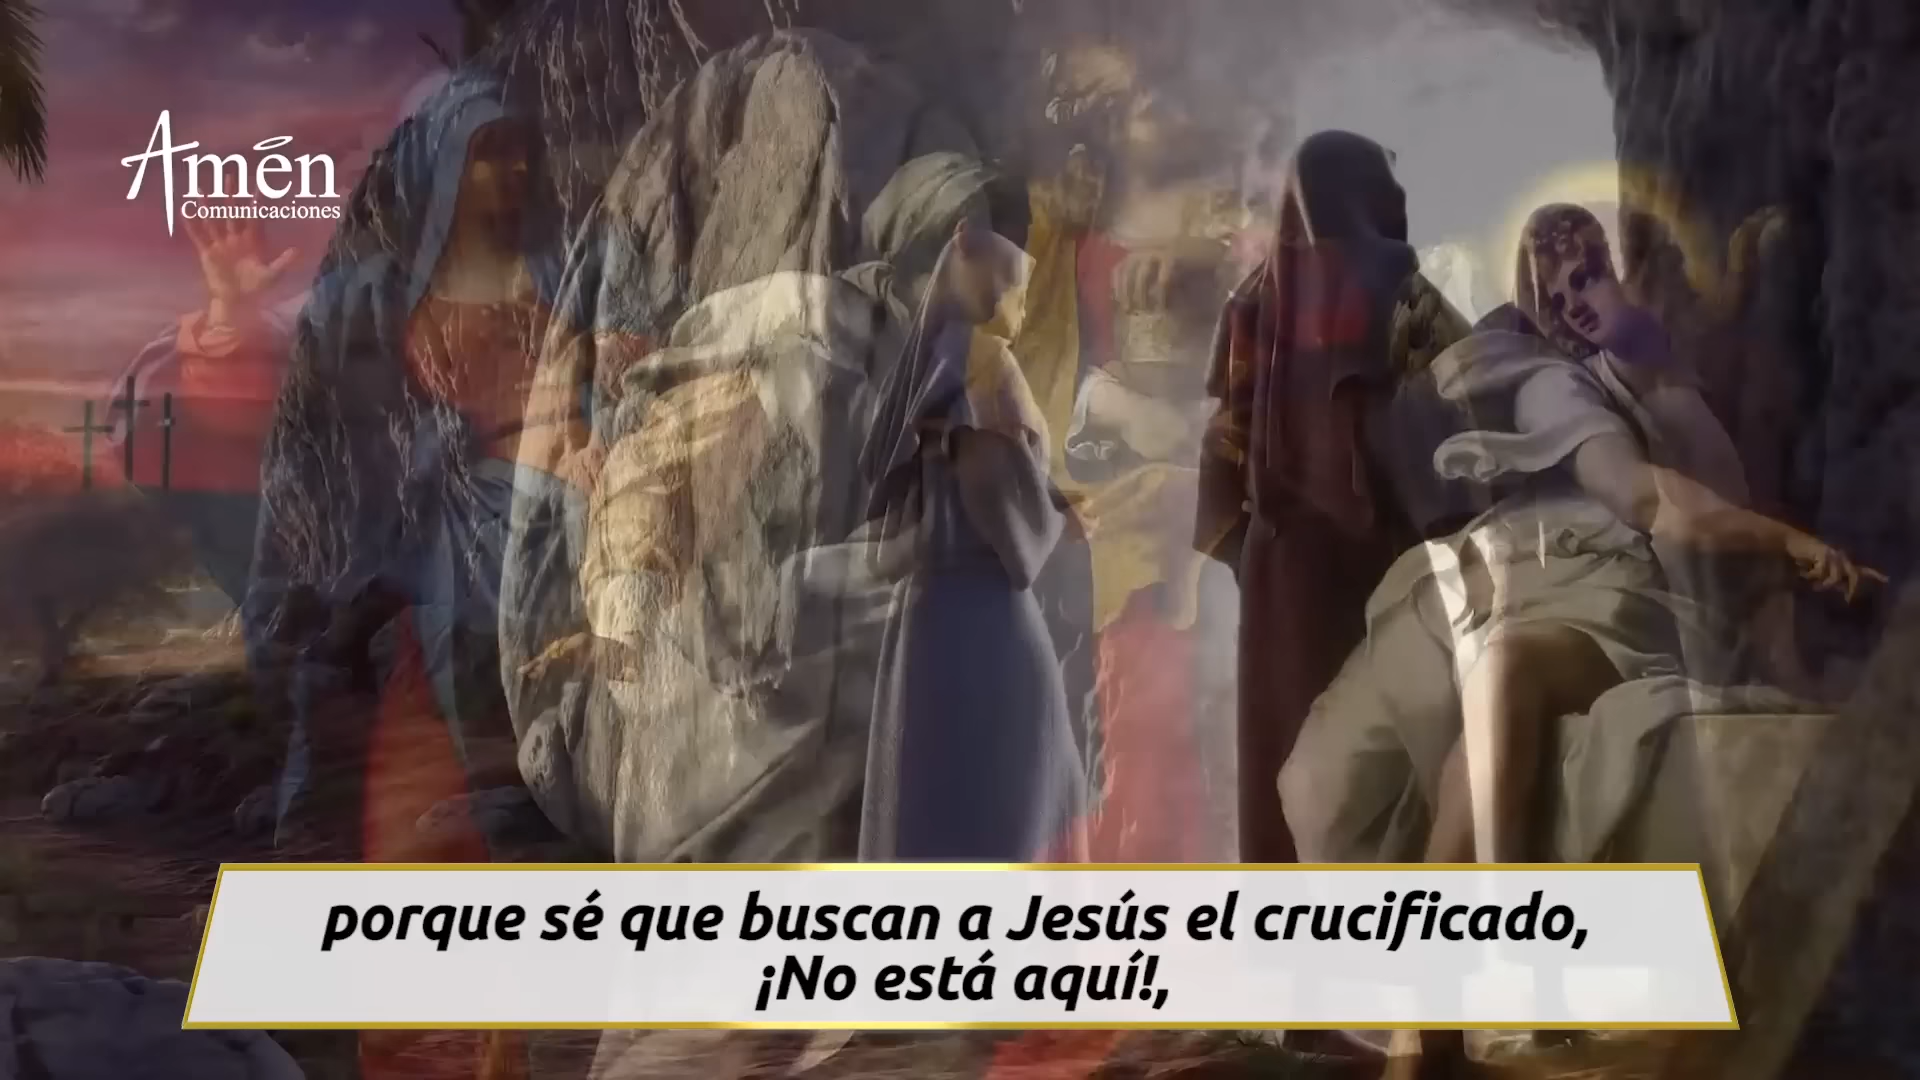 Amén
Comunicaciones
porque sé que buscan a Jesús el crucificado,
¡No está aquí!,